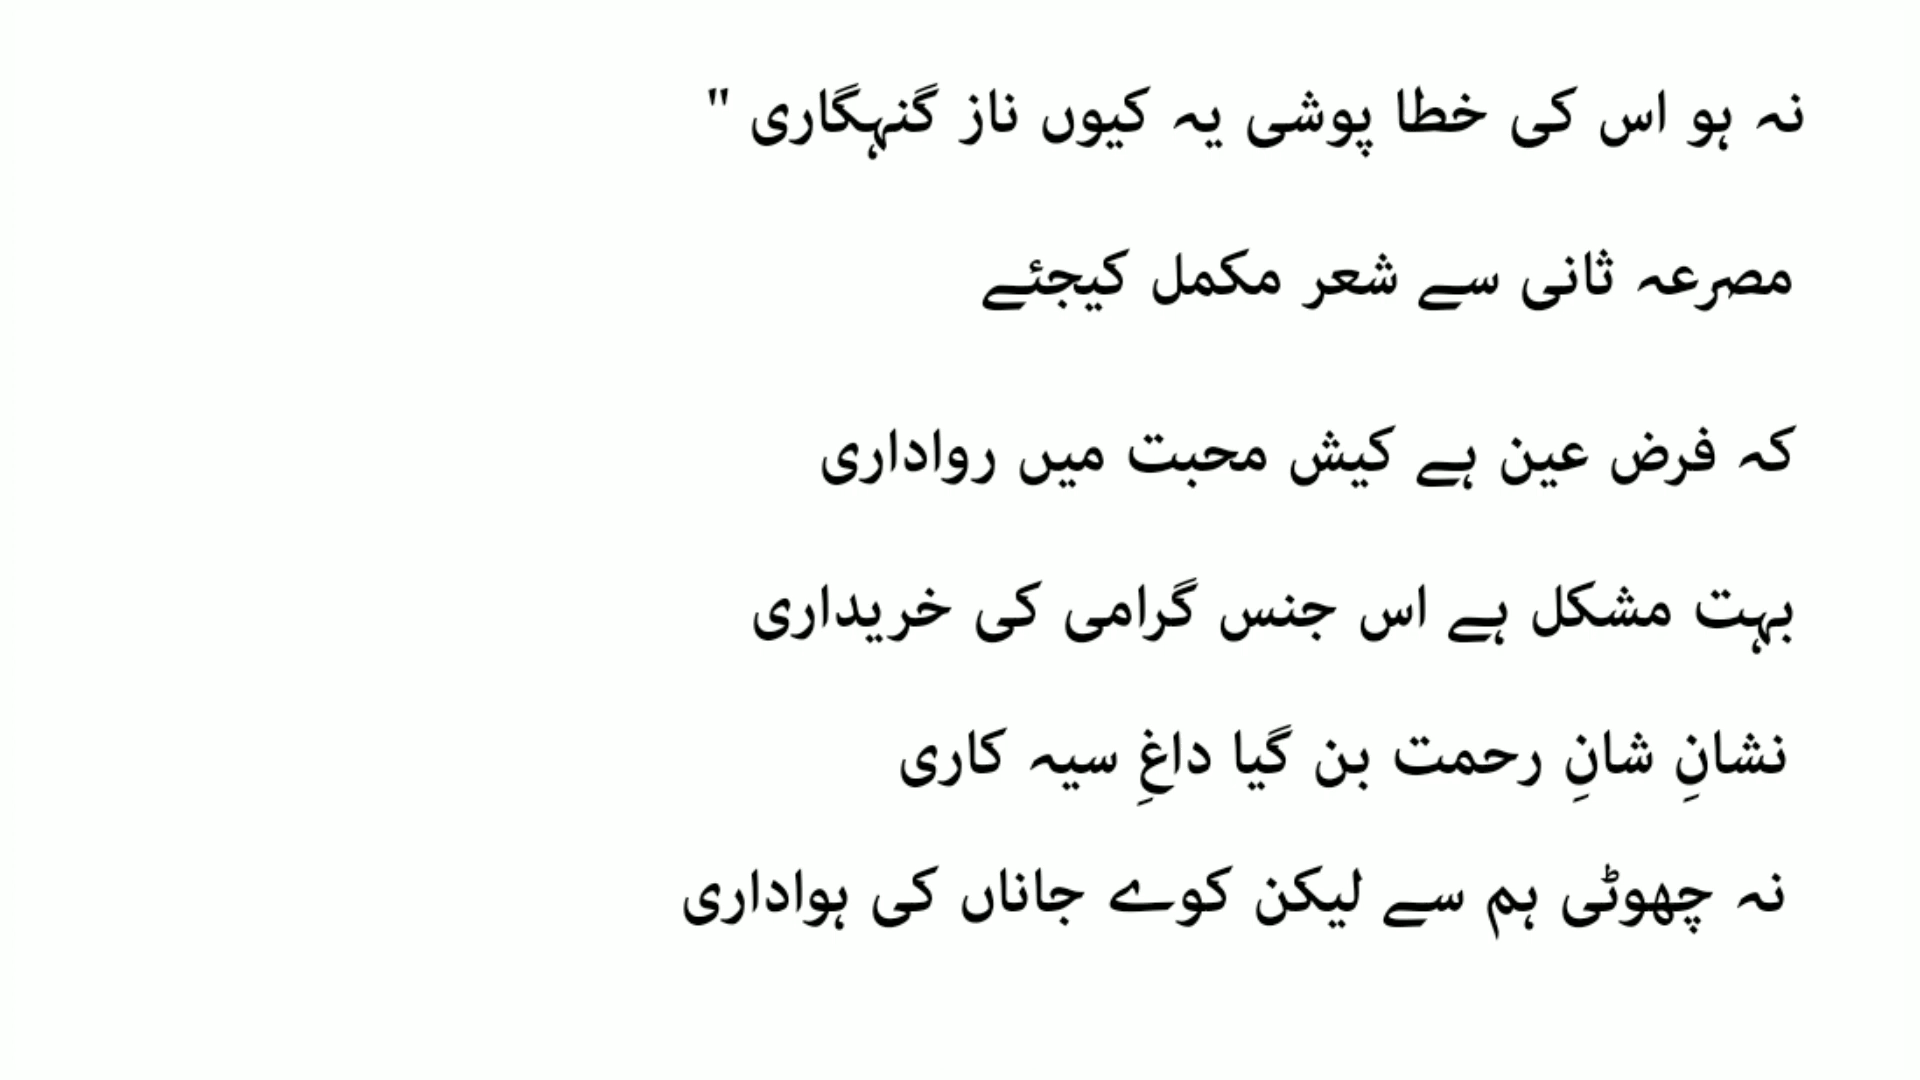 نہ ہو اس کی خطا پوشی یہ کیوں ناز گنہگاری "
مصرعہ ثانی سے شعر مکمل کیجئے
کہ فرض عین ہے کیش محبت میں رواداری
بہت مشکل ہے اس جنس گرامی کی خریداری
نشانِ شانِ رحمت بن گیا داغِ سیہ کاری
نہ چھوٹی ہم سے لیکن کوے جاناں کی ہواداری